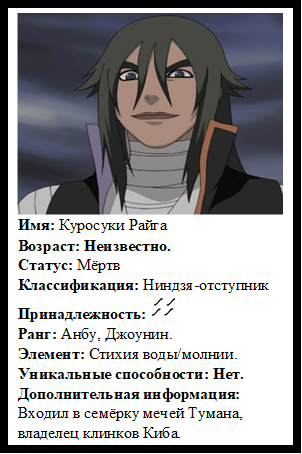 Имя: Куросуки Райга
Возраст: Неизвестно.
Статус: Мёртв
Классификация: Ниндзя-отступник
Принадлежность:
Ранг: Анбу, Джоунин.
Элемент: Стихия воды/молнии.
Уникальные способности: Нет.
Дополнительная информация:
Входил в семёрку мечей Тумана,
владелец клинков Киба.